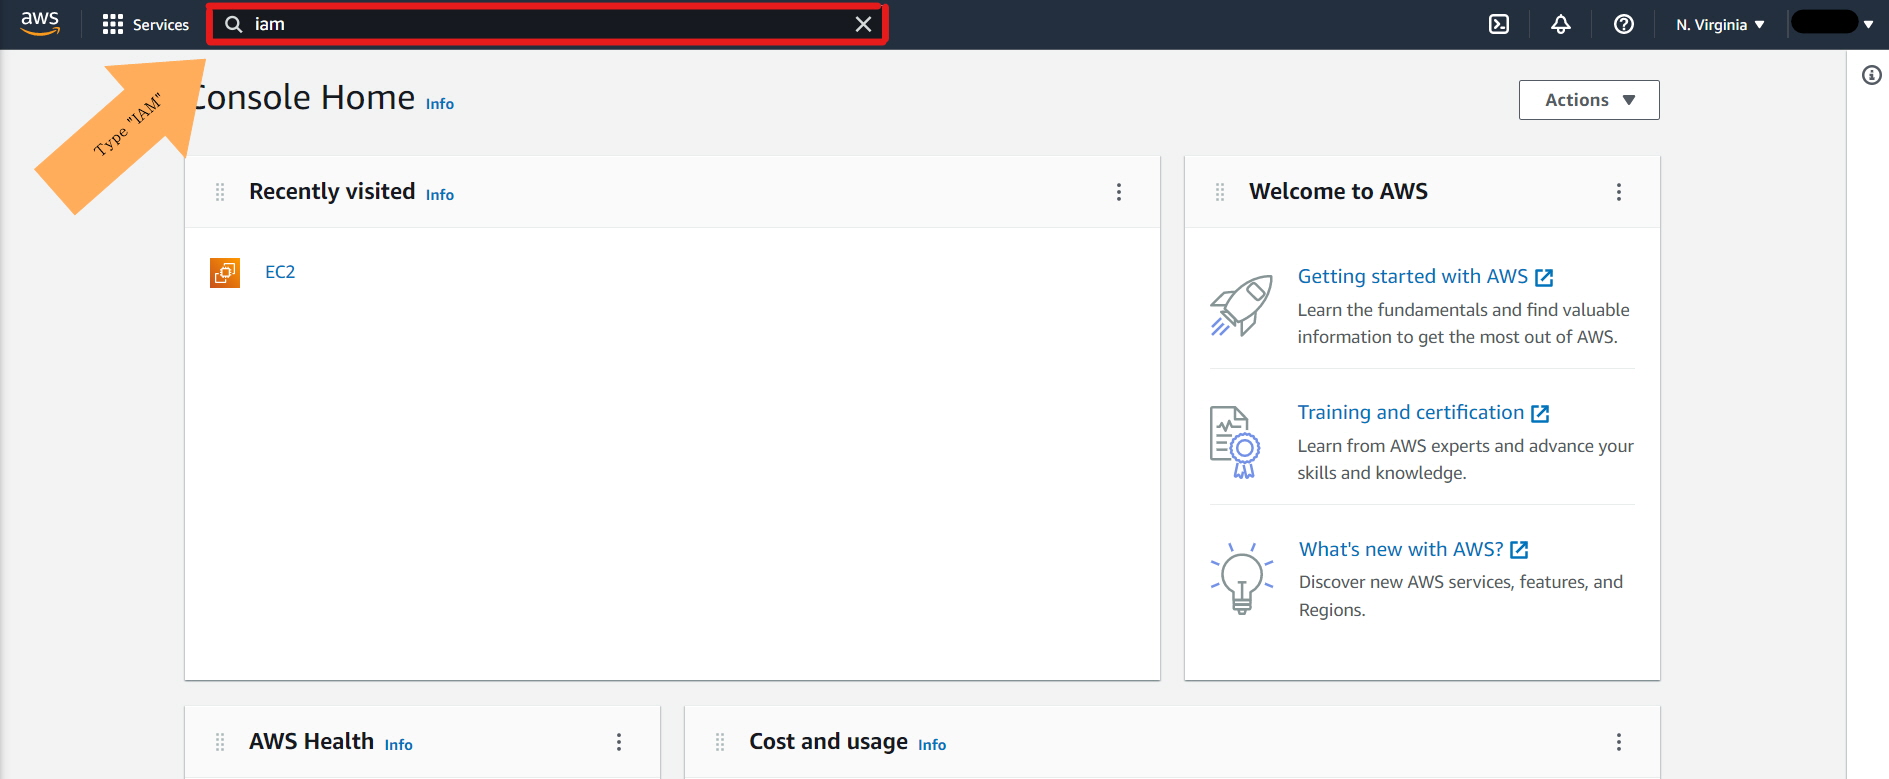 aws
Services
iam
N. Virginia
Type "IAM"
Console Home Info
Actions
Recently visited Info
EC2
Welcome to AWS
Getting started with AWS
Learn the fundamentals and find valuable
information to get the most out of AWS.
Training and certification
Learn from AWS experts and advance your
skills and knowledge.
What's new with AWS?
Discover new AWS services, features, and
Regions.
AWS Health Info
Cost and usage Info